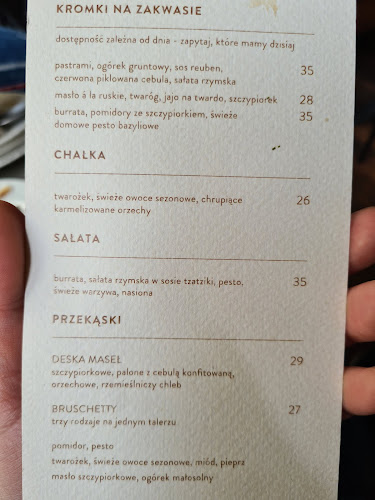 KROMKI NA ZAKWASIE
dostępność zależna od dnia - zapytaj, które mamy dzisiaj
pastrami, ogórek gruntowy, sos reuben, 35
czerwona piklowana cebula, sałata rzymska
masło à la ruskie, twaróg, jajo na twardo, szczypiorek 28
burrata, pomidory ze szczypiorkiem, świeże 35
domowe pesto bazyliowe
CHAŁKA
twarożek, świeże owoce sezonowe, chrupiące 26
karmelizowane orzechy
SAŁATA
burrata, sałata rzymska w sosie tzatziki, pesto, 35
świeże warzywa, nasiona
PRZEKĄSKI
DESKA MASEŁ 29
szczypiorkowe, palone z cebulą konfitowaną,
orzechowe, rzemieślniczy chleb
BRUSCHETTY 27
trzy rodzaje na jednym talerzu
pomidor, pesto
twarożek, świeże owoce sezonowe, miód, pieprz
masło szczypiorkowe, ogórek małosolny